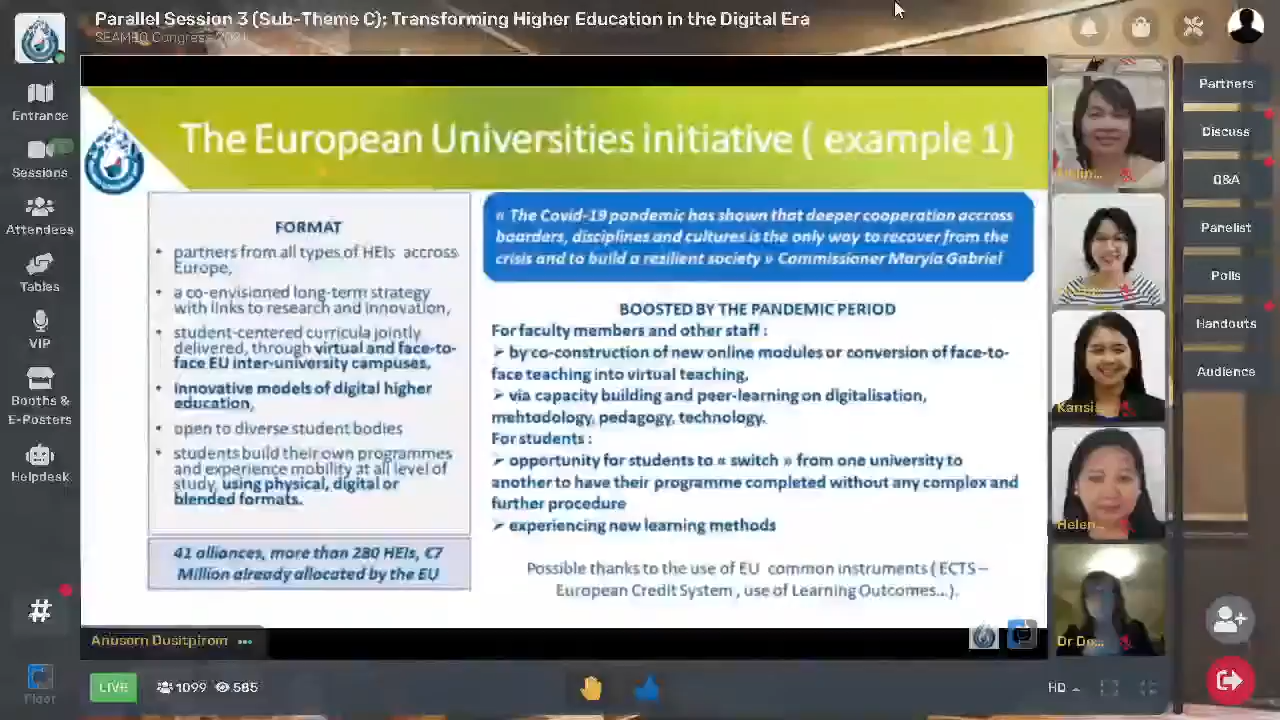 Parallel Session 3 (Sub-Theme C): Transforming Higher Education in the Digital Era
SEAMEO Congress 2021
Entrance
Sessions
Attendees
Tables
VIP
Booths &
E-Posters
Helpdesk
#
Floor
The European Universities initiative ( example 1)
FORMAT
• partners from all types of HEIs accross
Europe,
• a co-envisioned long-term strategy
with links to research and innovation,
• student-centered curricula jointly
delivered, through virtual and face-to-
face EU inter-university campuses,
• innovative models of digital higher
education,
• open to diverse student bodies
• students build their own programmes
and experience mobility at all level of
study, using physical, digital or
blended formats.
41 alliances, more than 280 HEIs, €7
Million already allocated by the EU
« The Covid-19 pandemic has shown that deeper cooperation accross
boarders, disciplines and cultures is the only way to recover from the
crisis and to build a resilient society » Commissioner Maryia Gabriel
BOOSTED BY THE PANDEMIC PERIOD
For faculty members and other staff :
➢ by co-construction of new online modules or conversion of face-to-
face teaching into virtual teaching,
➢ via capacity building and peer-learning on digitalisation,
mehtodology, pedagogy, technology.
For students :
➢ opportunity for students to « switch » from one university to
another to have their programme completed without any complex and
further procedure
➢ experiencing new learning methods
Possible thanks to the use of EU common instruments ( ECTS –
European Credit System , use of Learning Outcomes...).
Anusorn Dusitpirom
Kansi...
Helen...
Dr Do...
Partners
Discuss
Q&A
Panelist
Polls
Handouts
Audience
LIVE
1099
585
HD